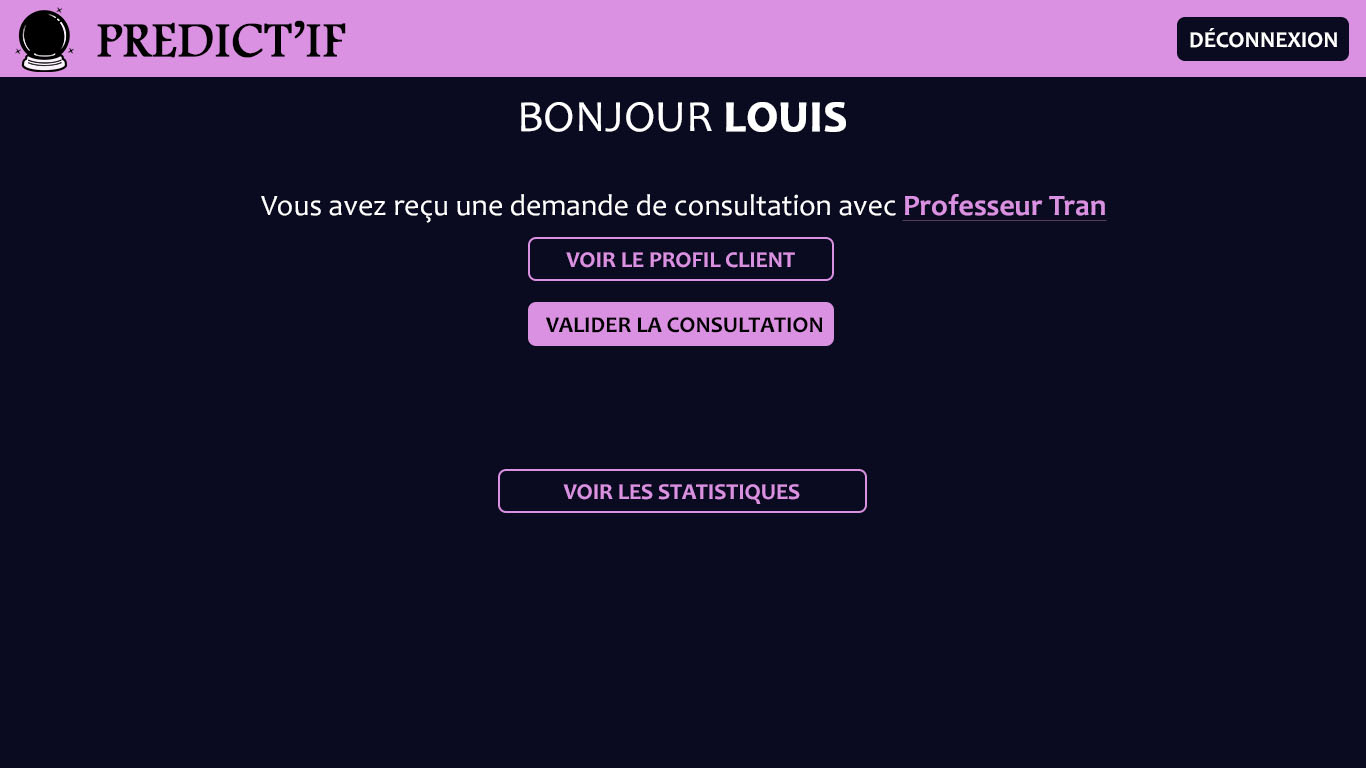 PREDICT’IF
DÉCONNEXION
BONJOUR LOUIS
Vous avez reçu une demande de consultation avec Professeur Tran
VOIR LE PROFIL CLIENT
VALIDER LA CONSULTATION
VOIR LES STATISTIQUES